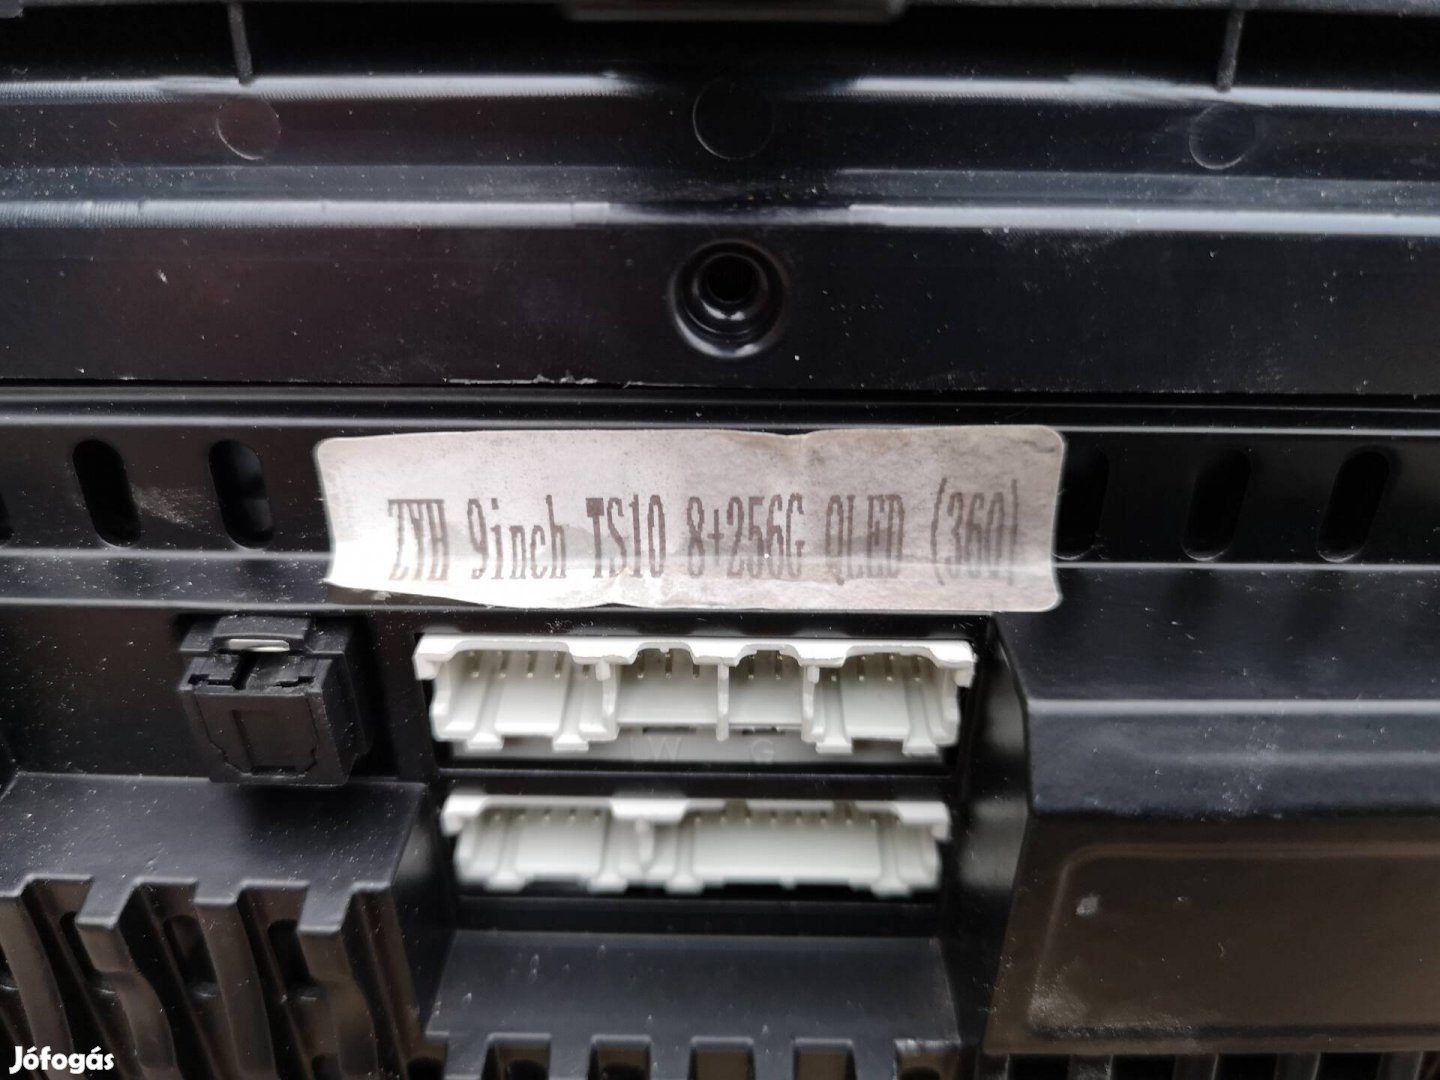 ZYH 9inch TS10 8+256G QLED (360)
W G
Jófogás